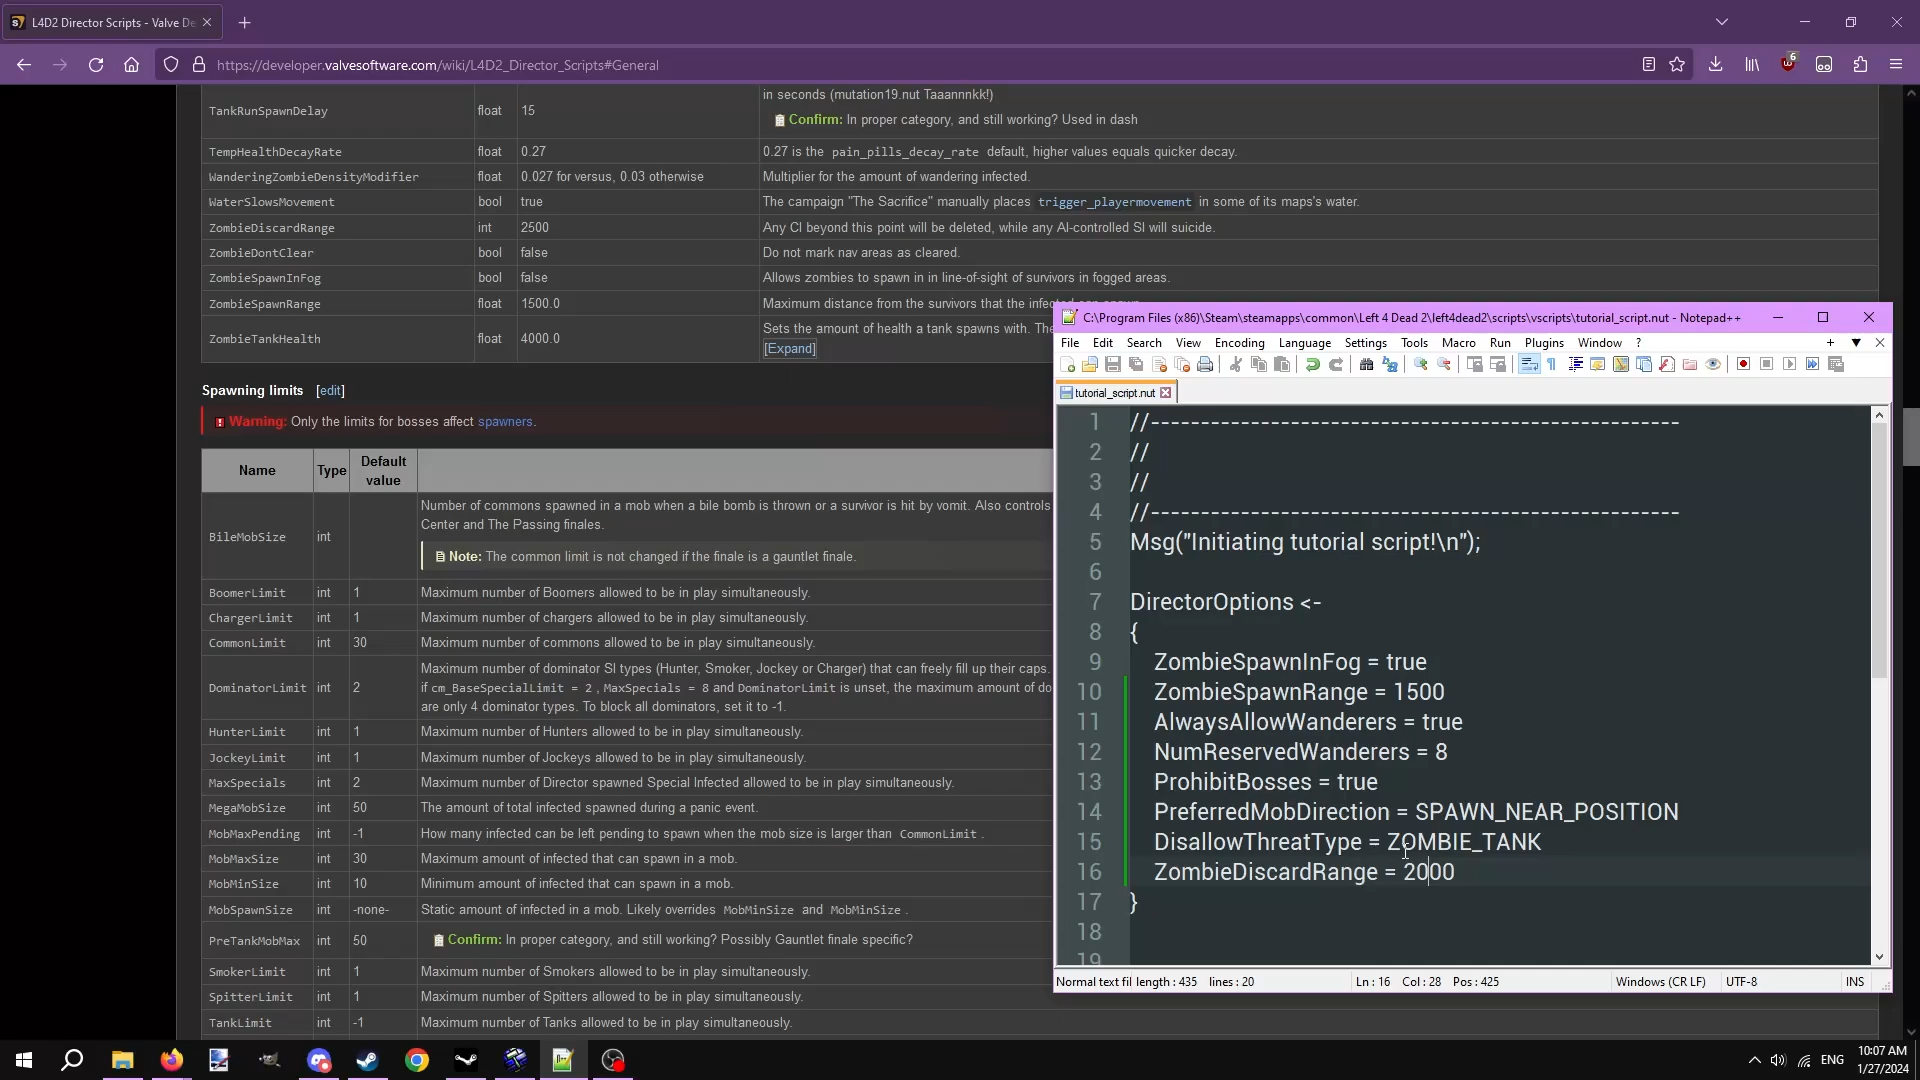 L4D2 Director Scripts - Valve De
https://developer.valvesoftware.com/wiki/L4D2_Director_Scripts#General
6
TankRunSpawnDelay float 15 in seconds (mutation19.nut Taaannnkk!)
Confirm: In proper category, and still working? Used in dash
TempHealthDecayRate float 0.27 0.27 is the pain_pills_decay_rate default, higher values equals quicker decay.
WanderingZombieDensityModifier float 0.027 for versus, 0.03 otherwise Multiplier for the amount of wandering infected.
WaterSlowsMovement bool true The campaign "The Sacrifice" manually places trigger_playermovement in some of its maps's water.
ZombieDiscardRange int 2500 Any CI beyond this point will be deleted, while any AI-controlled SI will suicide.
ZombieDontClear bool false Do not mark nav areas as cleared.
ZombieSpawnInFog bool false Allows zombies to spawn in in line-of-sight of survivors in fogged areas.
ZombieSpawnRange float 1500.0 Maximum distance from the survivors that the infected can spawn.
ZombieTankHealth float 4000.0 Sets the amount of health a tank spawns with. The
[Expand]
Spawning limits [edit]
Warning: Only the limits for bosses affect spawners.
Name Type Default value
BileMobSize int Number of commons spawned in a mob when a bile bomb is thrown or a survivor is hit by vomit. Also controls
Center and The Passing finales.
Note: The common limit is not changed if the finale is a gauntlet finale.
BoomerLimit int 1 Maximum number of Boomers allowed to be in play simultaneously.
ChargerLimit int 1 Maximum number of chargers allowed to be in play simultaneously.
CommonLimit int 30 Maximum number of commons allowed to be in play simultaneously.
DominatorLimit int 2 Maximum number of dominator SI types (Hunter, Smoker, Jockey or Charger) that can freely fill up their caps.
if cm_BaseSpecialLimit = 2 , MaxSpecials = 8 and DominatorLimit is unset, the maximum amount of do
are only 4 dominator types. To block all dominators, set it to -1.
HunterLimit int 1 Maximum number of Hunters allowed to be in play simultaneously.
JockeyLimit int 1 Maximum number of Jockeys allowed to be in play simultaneously.
MaxSpecials int 2 Maximum number of Director spawned Special Infected allowed to be in play simultaneously.
MegaMobSize int 50 The amount of total infected spawned during a panic event.
MobMaxPending int -1 How many infected can be left pending to spawn when the mob size is larger than CommonLimit .
MobMaxSize int 30 Maximum amount of infected that can spawn in a mob.
MobMinSize int 10 Minimum amount of infected that can spawn in a mob.
MobSpawnSize int -none- Static amount of infected in a mob. Likely overrides MobMinSize and MobMinSize .
PreTankMobMax int 50 Confirm: In proper category, and still working? Possibly Gauntlet finale specific?
SmokerLimit int 1 Maximum number of Smokers allowed to be in play simultaneously.
SpitterLimit int 1 Maximum number of Spitters allowed to be in play simultaneously.
TankLimit int -1 Maximum number of Tanks allowed to be in play simultaneously.
C:\Program Files (x86)\Steam\steamapps\common\Left 4 Dead 2\left4dead2\scripts\vscripts\tutorial_script.nut - Notepad++
File Edit Search View Encoding Language Settings Tools Macro Run Plugins Window ?
tutorial_script.nut
1 //-----------------------------------------------------
2 //
3 //
4 //-----------------------------------------------------
5 Msg("Initiating tutorial script!\n");
6
7 DirectorOptions <-
8 {
9 ZombieSpawnInFog = true
10 ZombieSpawnRange = 1500
11 AlwaysAllowWanderers = true
12 NumReservedWanderers = 8
13 ProhibitBosses = true
14 PreferredMobDirection = SPAWN_NEAR_POSITION
15 DisallowThreatType = ZOMBIE_TANK
16 ZombieDiscardRange = 2000
17 }
18
19
Normal text fil length : 435 lines : 20 Ln : 16 Col : 28 Pos : 425 Windows (CR LF) UTF-8 INS
ENG 10:07 AM
1/27/2024